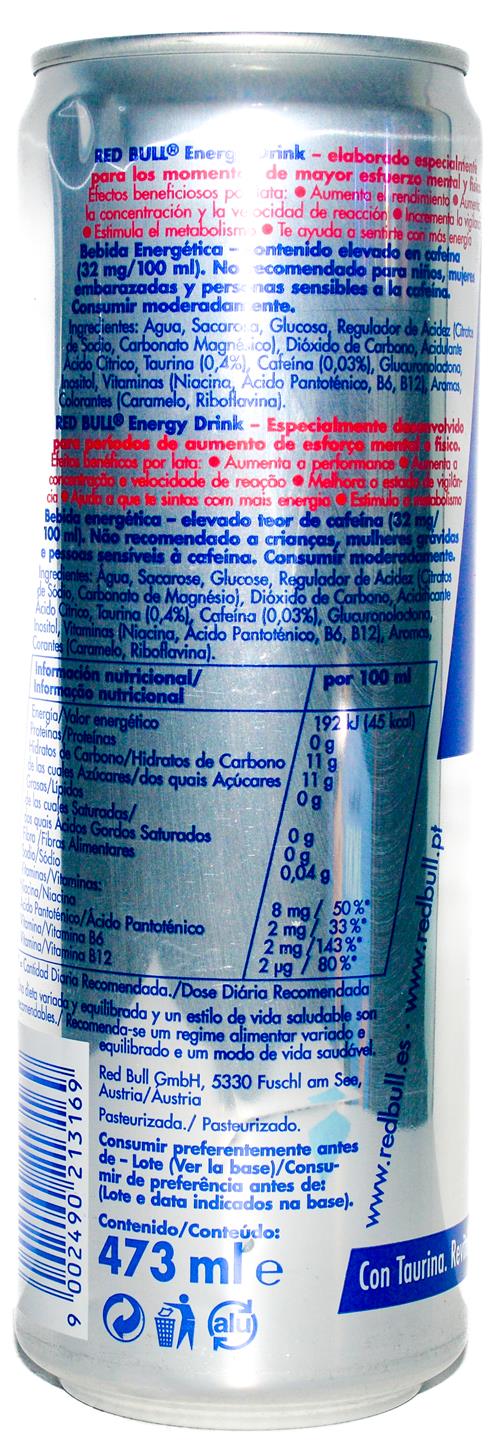 RED BULL® Energy Drink – elaborado especialmente
para los momentos de mayor esfuerzo mental y físico.
Efectos beneficiosos por lata: ● Aumenta el rendimiento ● Aumenta
la concentración y la velocidad de reacción ● Incrementa la vigilancia
● Estimula el metabolismo ● Te ayuda a sentirte con más energía
Bebida Energética – contenido elevado en cafeína
(32 mg/100 ml). No recomendado para niños, mujeres
embarazadas y personas sensibles a la cafeína.
Consumir moderadamente.
Ingredientes: Agua, Sacarosa, Glucosa, Regulador de Acidez (Citratos
de Sodio, Carbonato Magnésico), Dióxido de Carbono, Acidulante
Ácido Cítrico, Taurina (0,4%), Cafeína (0,03%), Glucuronolactona,
Inositol, Vitaminas (Niacina, Ácido Pantoténico, B6, B12), Aromas,
Colorantes (Caramelo, Riboflavina).
RED BULL® Energy Drink – Especialmente desenvolvido
para períodos de aumento de esforço mental e físico.
Efeitos benéficos por lata: ● Aumenta a performance ● Aumenta a
concentração e velocidade de reação ● Melhora o estado de vigilân-
cia ● Ajuda a que te sintas com mais energia ● Estimula o metabolismo
Bebida energética – elevado teor de cafeína (32 mg/
100 ml). Não recomendado a crianças, mulheres grávidas
e pessoas sensíveis à cafeína. Consumir moderadamente.
Ingredientes: Água, Sacarose, Glucose, Regulador de Acidez (Citratos
de Sódio, Carbonato de Magnésio), Dióxido de Carbono, Acidificante
Ácido Cítrico, Taurina (0,4%), Cafeína (0,03%), Glucuronolactona,
Inositol, Vitaminas (Niacina, Ácido Pantoténico, B6, B12), Aromas,
Corantes (Caramelo, Riboflavina).
Información nutricional/
Informação nutricional por 100 ml
Energía/Valor energético 192 kJ (45 kcal)
Proteínas/Proteínas 0 g
Hidratos de Carbono/Hidratos de Carbono 11 g
de las cuales Azúcares/dos quais Açúcares 11 g
Grasas/Lípidos 0 g
de las cuales Saturadas/
dos quais Ácidos Gordos Saturados 0 g
Fibra/Fibras Alimentares 0 g
Sodio/Sódio 0,04 g
Vitaminas/Vitaminas:
Niacina/Niacina 8 mg/ 50%*
Ácido Pantoténico/Ácido Pantoténico 2 mg/ 33%*
Vitamina/Vitamina B6 2 mg/143%*
Vitamina/Vitamina B12 2 µg/ 80%*
* = Cantidad Diaria Recomendada./Dose Diária Recomendada
Una dieta variada y equilibrada y un estilo de vida saludable son
recomendables./ Recomenda-se um regime alimentar variado e
equilibrado e um modo de vida saudável.
Red Bull GmbH, 5330 Fuschl am See,
Austria/Áustria
Pasteurizada./ Pasteurizado.
Consumir preferentemente antes
de – Lote (Ver la base)/Consu-
mir de preferência antes de:
(Lote e data indicados na base).
Contenido/Conteúdo:
473 ml e
alu
9 002490 213169
www.redbull.es · www.redbull.pt
Con Taurina.